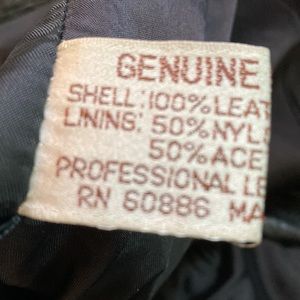 GENUINE
SHELL: 100% LEAT
LINING: 50% NYL
50% ACE
PROFESSIONAL LE
RN 60886 MA